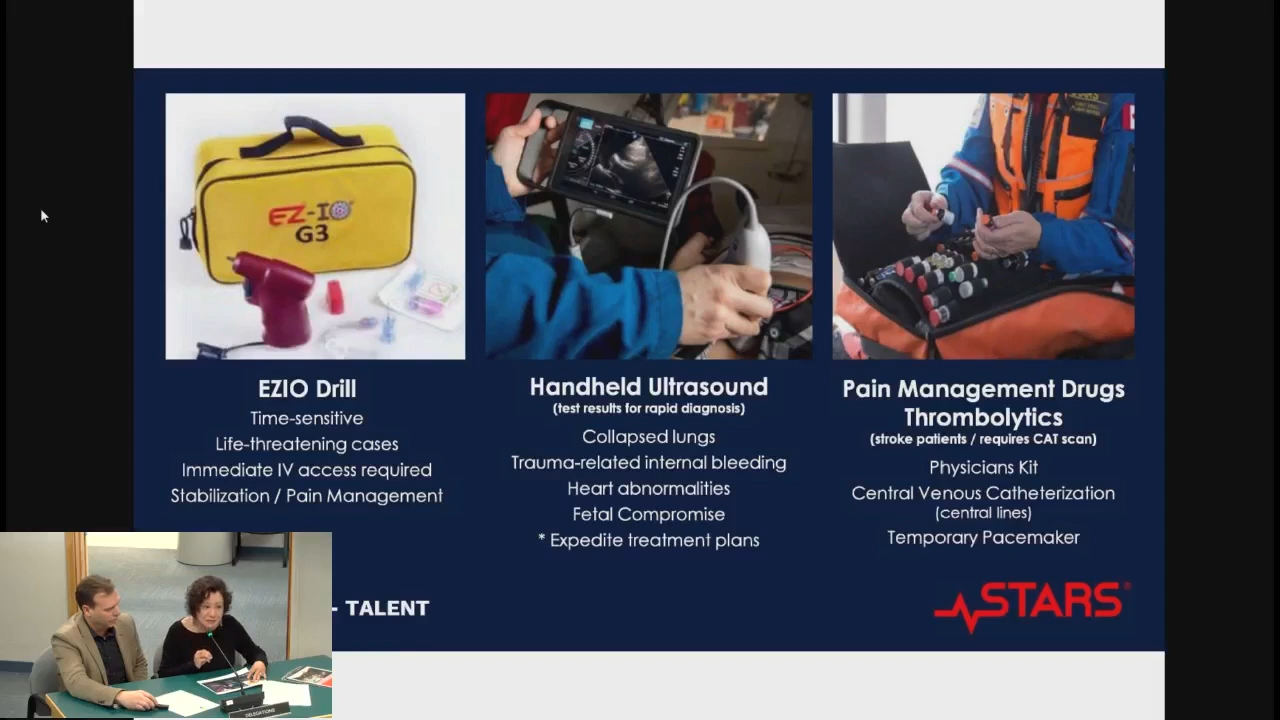 EZ-IO
G3
EZIO Drill
Time-sensitive
Life-threatening cases
Immediate IV access required
Stabilization / Pain Management
Handheld Ultrasound
(test results for rapid diagnosis)
Collapsed lungs
Trauma-related internal bleeding
Heart abnormalities
Fetal Compromise
* Expedite treatment plans
Pain Management Drugs
Thrombolytics
(stroke patients / requires CAT scan)
Physicians Kit
Central Venous Catheterization
(central lines)
Temporary Pacemaker
- TALENT
STARS®
DELEGATIONS